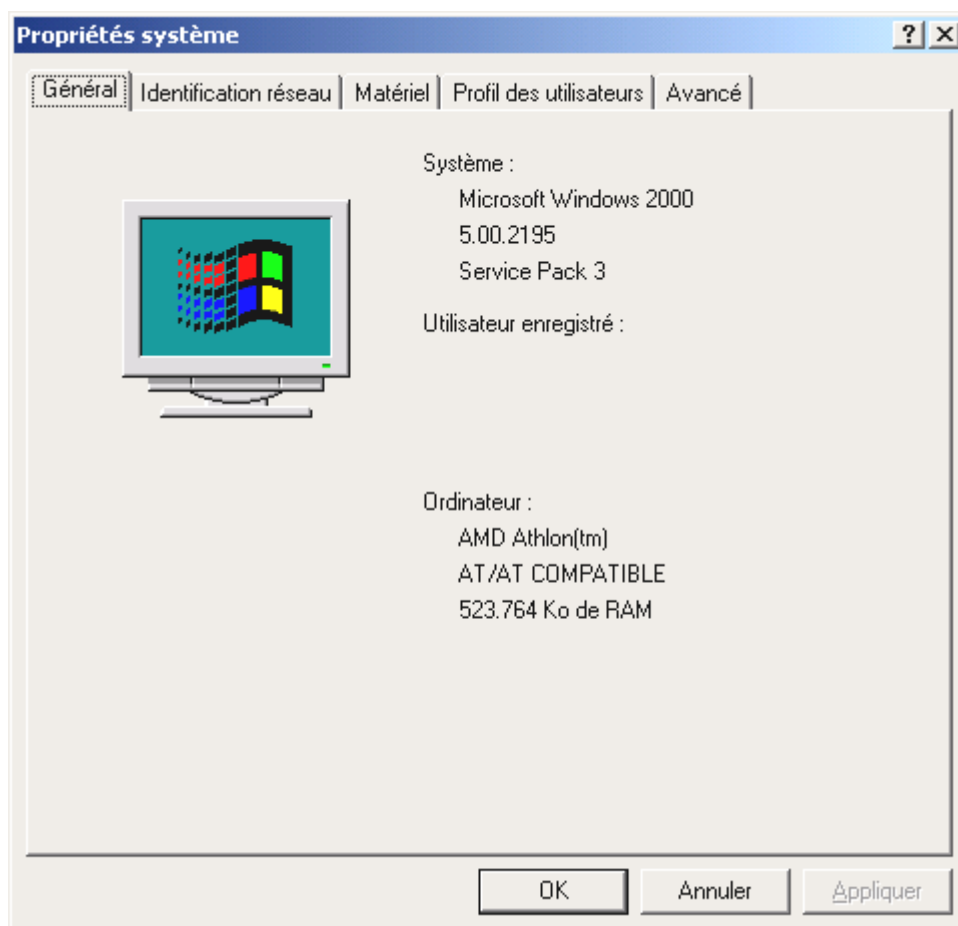 Propriétés système
Général
Identification réseau
Matériel
Profil des utilisateurs
Avancé
Système :
Microsoft Windows 2000
5.00.2195
Service Pack 3
Utilisateur enregistré :
Ordinateur :
AMD Athlon(tm)
AT/AT COMPATIBLE
523.764 Ko de RAM
OK
Annuler
Appliquer